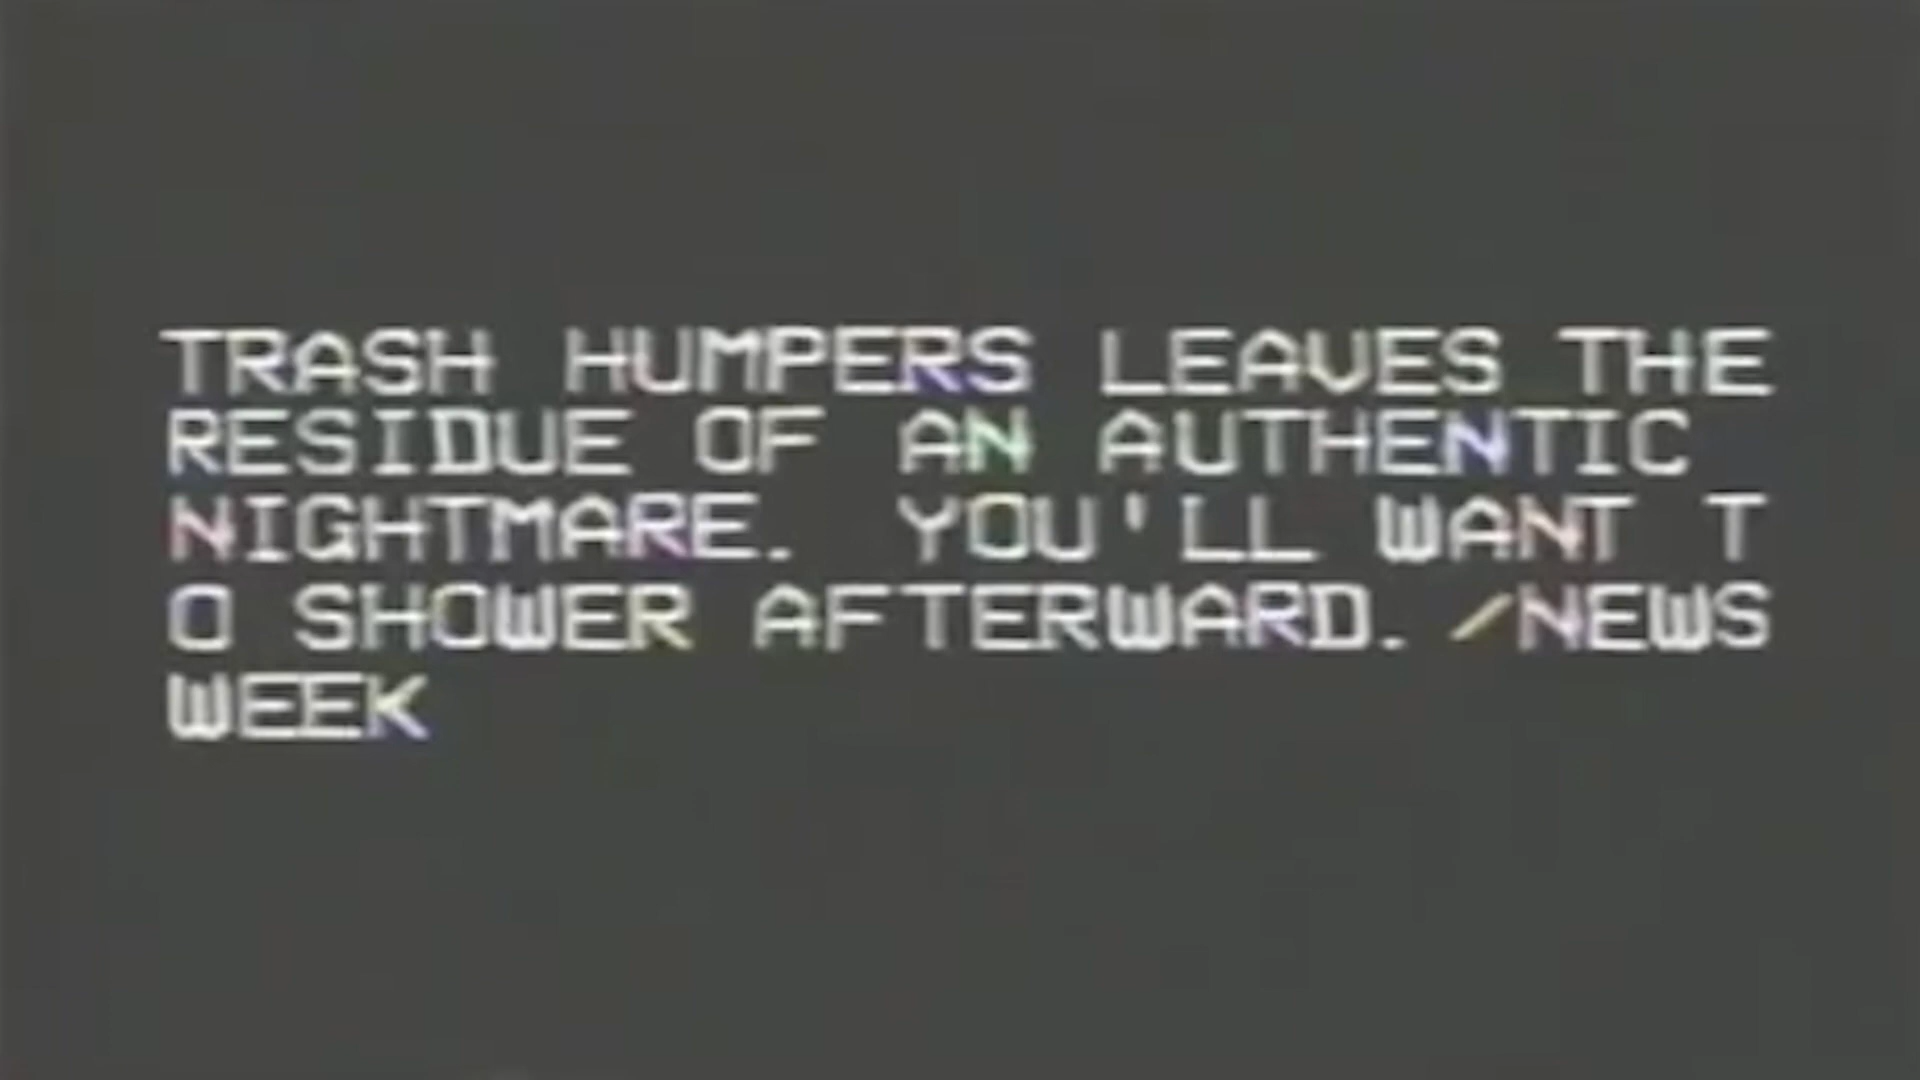 TRASH HUMPERS LEAVES THE
RESIDUE OF AN AUTHENTIC
NIGHTMARE. YOU'LL WANT T
O SHOWER AFTERWARD. /NEWS
WEEK